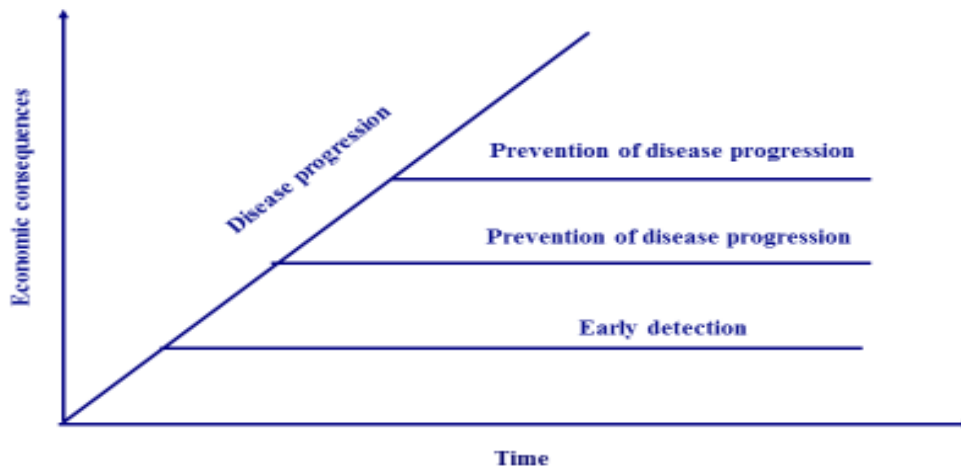 Economic consequences
Disease progression
Prevention of disease progression
Prevention of disease progression
Early detection
Time